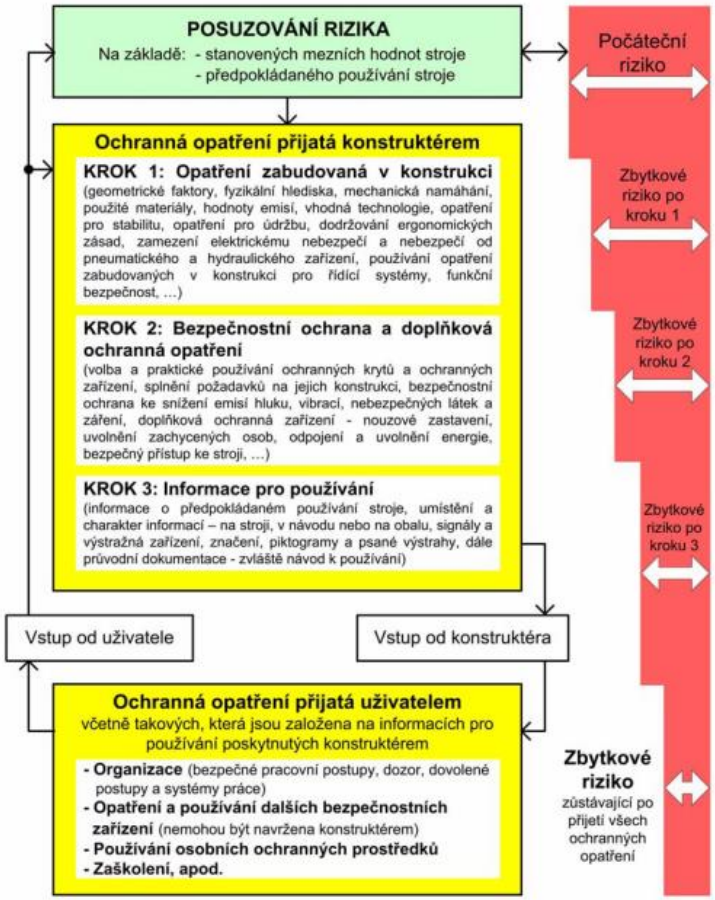 POSUZOVÁNÍ RIZIKA
Na základě: - stanovených mezních hodnot stroje
- předpokládaného používání stroje
Počáteční
riziko
Ochranná opatření přijatá konstruktérem
KROK 1: Opatření zabudovaná v konstrukci
(geometrické faktory, fyzikální hlediska, mechanická namáhání,
použité materiály, hodnoty emisí, vhodná technologie, opatření
pro stabilitu, opatření pro údržbu, dodržování ergonomických
zásad, zamezení elektrickému nebezpečí a nebezpečí od
pneumatického a hydraulického zařízení, používání opatření
zabudovaných v konstrukci pro řídící systémy, funkční
bezpečnost, …)
Zbytkové
riziko po
kroku 1
KROK 2: Bezpečnostní ochrana a doplňková
ochranná opatření
(volba a praktické používání ochranných krytů a ochranných
zařízení, splnění požadavků na jejich konstrukci, bezpečnostní
ochrana ke snížení emisí hluku, vibrací, nebezpečných látek a
záření, doplňková ochranná zařízení - nouzové zastavení,
uvolnění zachycených osob, odpojení a uvolnění energie,
bezpečný přístup ke stroji, …)
Zbytkové
riziko po
kroku 2
KROK 3: Informace pro používání
(informace o předpokládaném používání stroje, umístění a
charakter informací – na stroji, v návodu nebo na obalu, signály a
výstražná zařízení, značení, piktogramy a psané výstrahy, dále
průvodní dokumentace - zvláště návod k používání)
Zbytkové
riziko po
kroku 3
Vstup od uživatele
Vstup od konstruktéra
Ochranná opatření přijatá uživatelem
včetně takových, která jsou založena na informacích pro
používání poskytnutých konstruktérem
- Organizace (bezpečné pracovní postupy, dozor, dovolené
postupy a systémy práce)
- Opatření a používání dalších bezpečnostních
zařízení (nemohou být navržena konstruktérem)
- Používání osobních ochranných prostředků
- Zaškolení, apod.
Zbytkové
riziko
zůstávající po
přijetí všech
ochranných
opatření